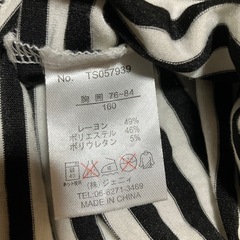 No. TS057939
胸囲 76~84
160
レーヨン 49%
ポリエステル 46%
ポリウレタン 5%
(株)ジェニィ
TEL:06-6271-3469
MADE IN CHINA